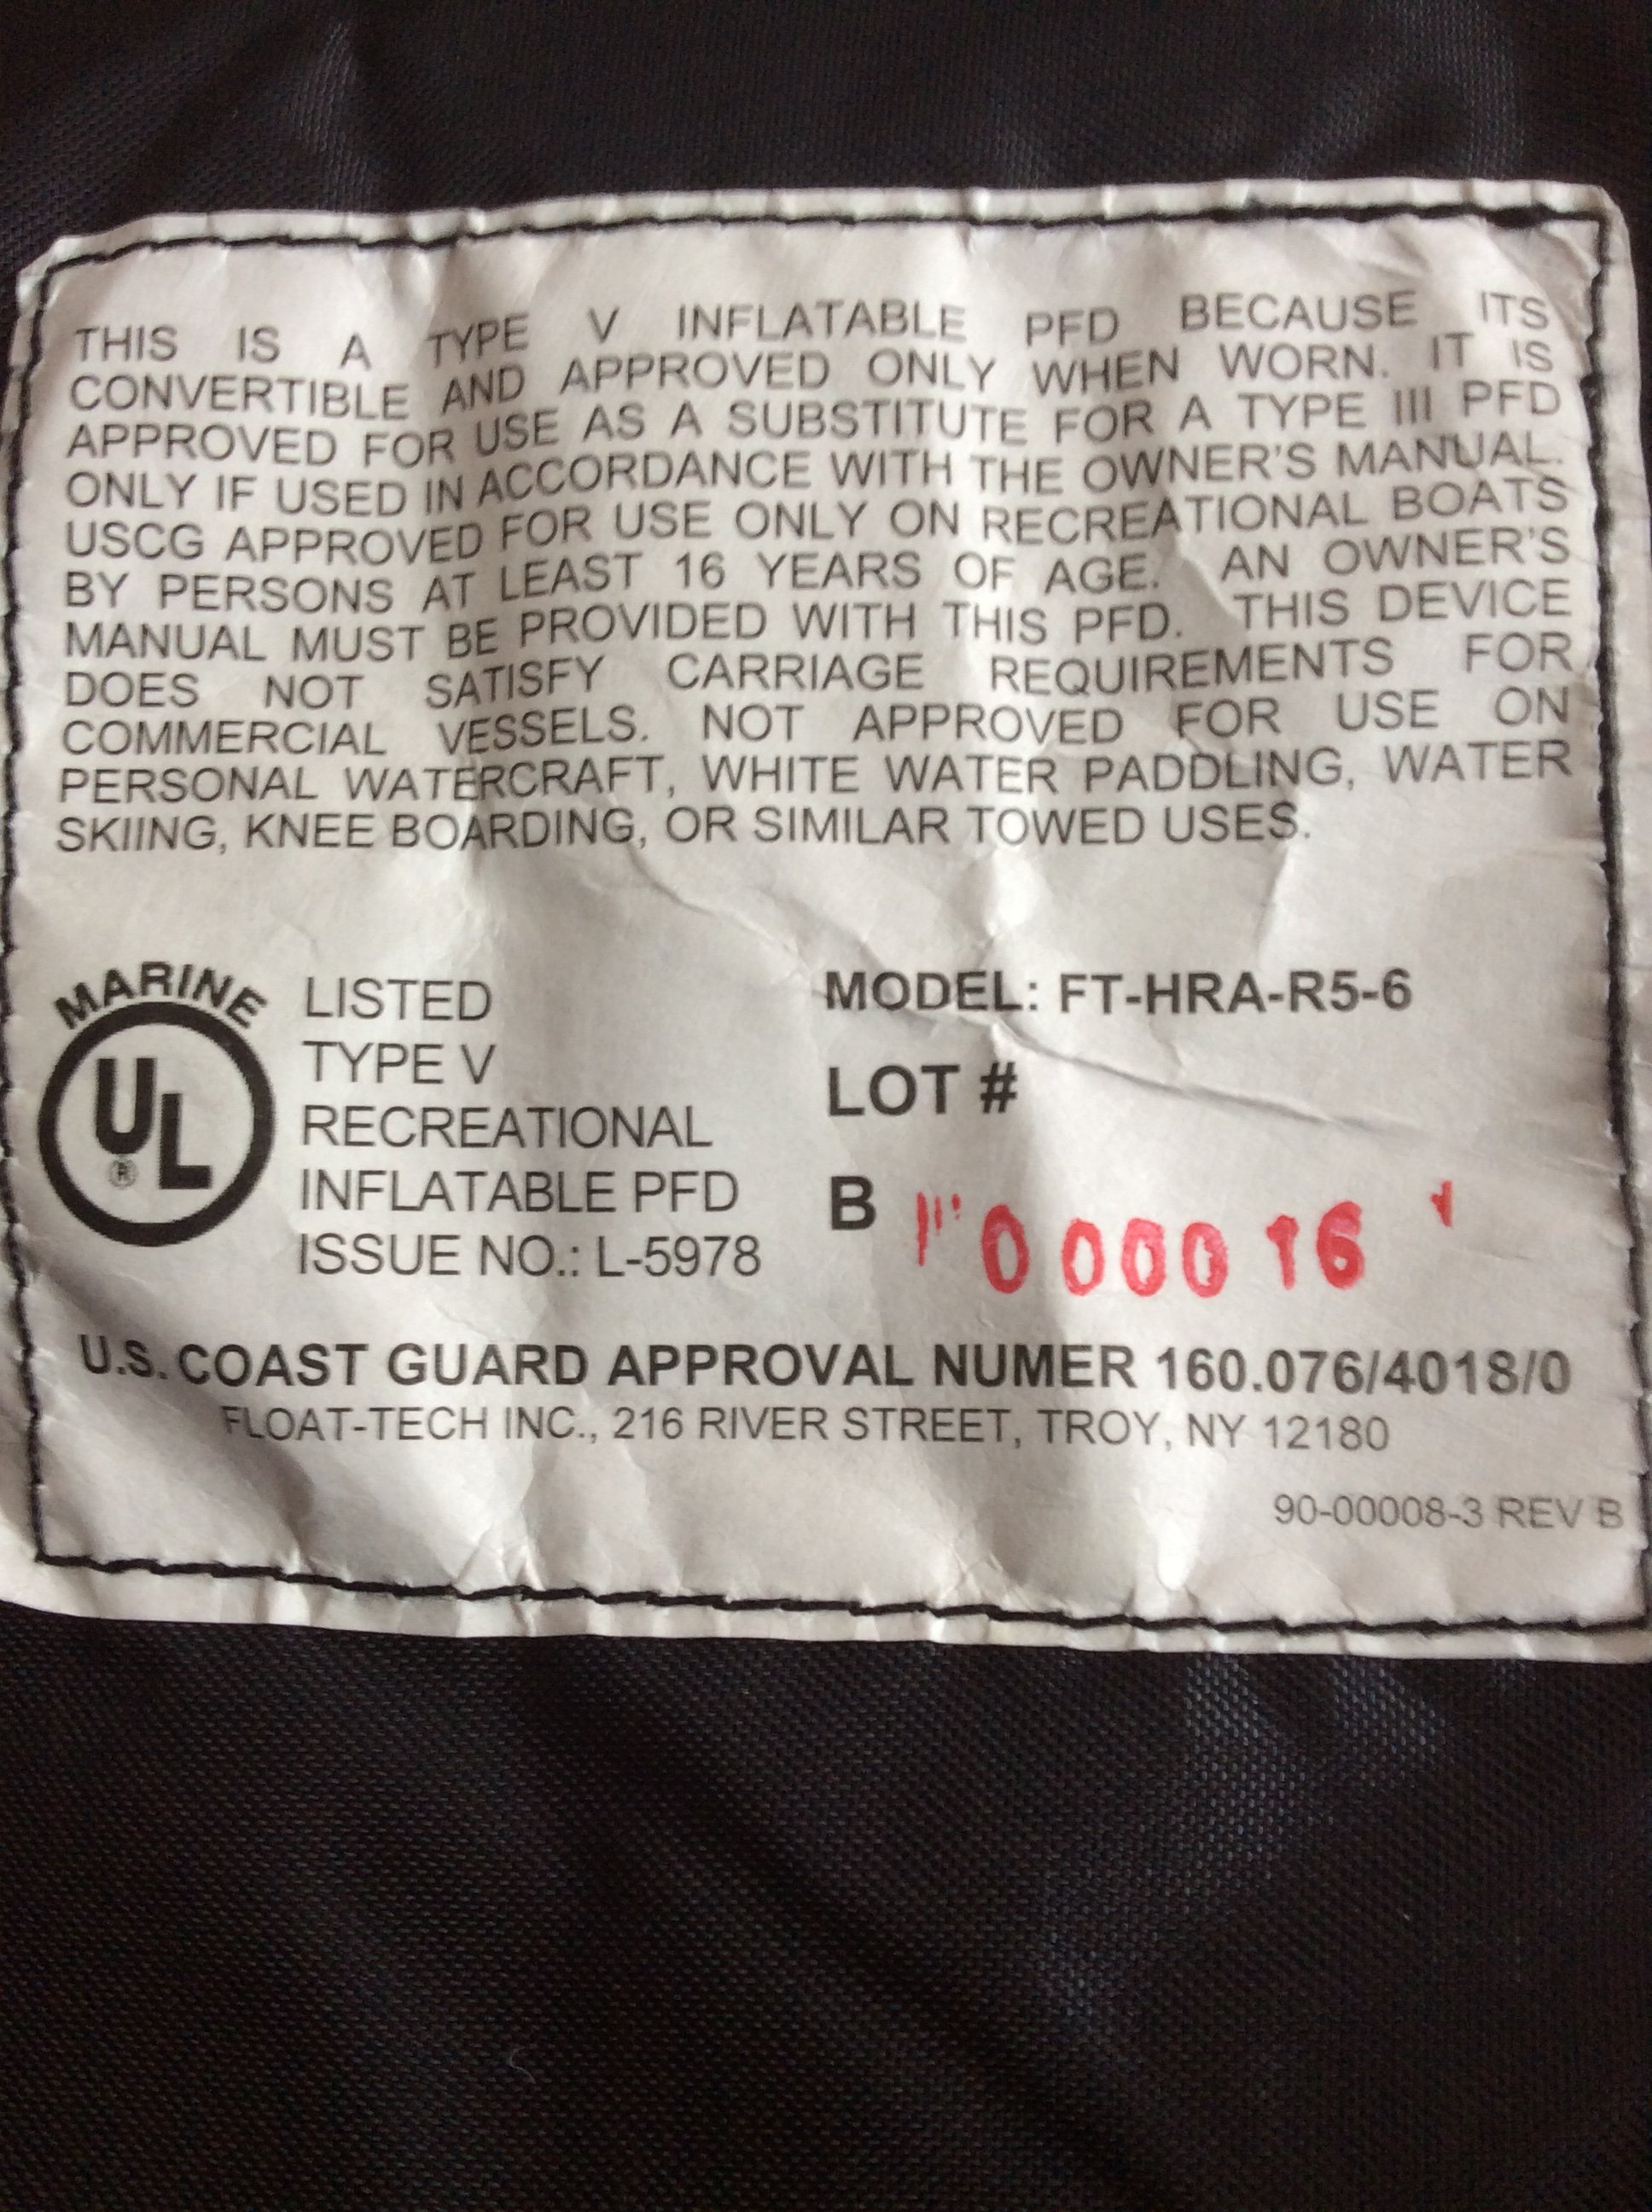 THIS IS A TYPE V INFLATABLE PFD BECAUSE ITS
CONVERTIBLE AND APPROVED ONLY WHEN WORN. IT IS
APPROVED FOR USE AS A SUBSTITUTE FOR A TYPE III PFD
ONLY IF USED IN ACCORDANCE WITH THE OWNER'S MANUAL.
USCG APPROVED FOR USE ONLY ON RECREATIONAL BOATS
BY PERSONS AT LEAST 16 YEARS OF AGE. AN OWNER'S
MANUAL MUST BE PROVIDED WITH THIS PFD. THIS DEVICE
DOES NOT SATISFY CARRIAGE REQUIREMENTS FOR
COMMERCIAL VESSELS. NOT APPROVED FOR USE ON
PERSONAL WATERCRAFT, WHITE WATER PADDLING, WATER
SKIING, KNEE BOARDING, OR SIMILAR TOWED USES.
MARINE
UL
®
LISTED
TYPE V
RECREATIONAL
INFLATABLE PFD
ISSUE NO.: L-5978
MODEL: FT-HRA-R5-6
LOT #
B 000016
U.S. COAST GUARD APPROVAL NUMER 160.076/4018/0
FLOAT-TECH INC., 216 RIVER STREET, TROY, NY 12180
90-00008-3 REV B